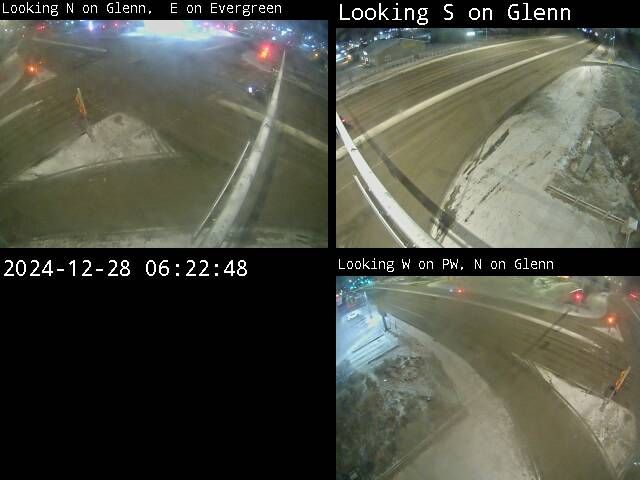 Looking N on Glenn,  E on Evergreen
Looking S on Glenn
2024-12-28 06:22:48
Looking W on PW, N on Glenn